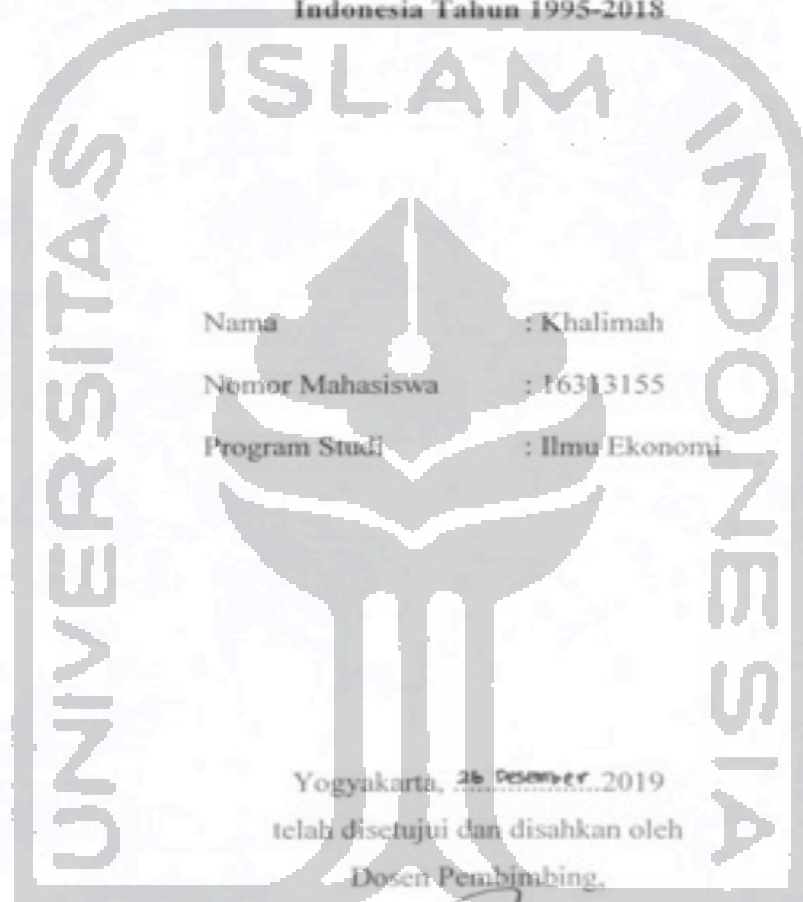 Indonesia Tahun 1995-2018
ISLAM
UNIVERSITAS
INDONESIA
Nama : Khalimah
Nomor Mahasiswa : 16313155
Program Studi : Ilmu Ekonomi
Yogyakarta, 26 Desember 2019
telah disetujui dan disahkan oleh
Dosen Pembimbing,